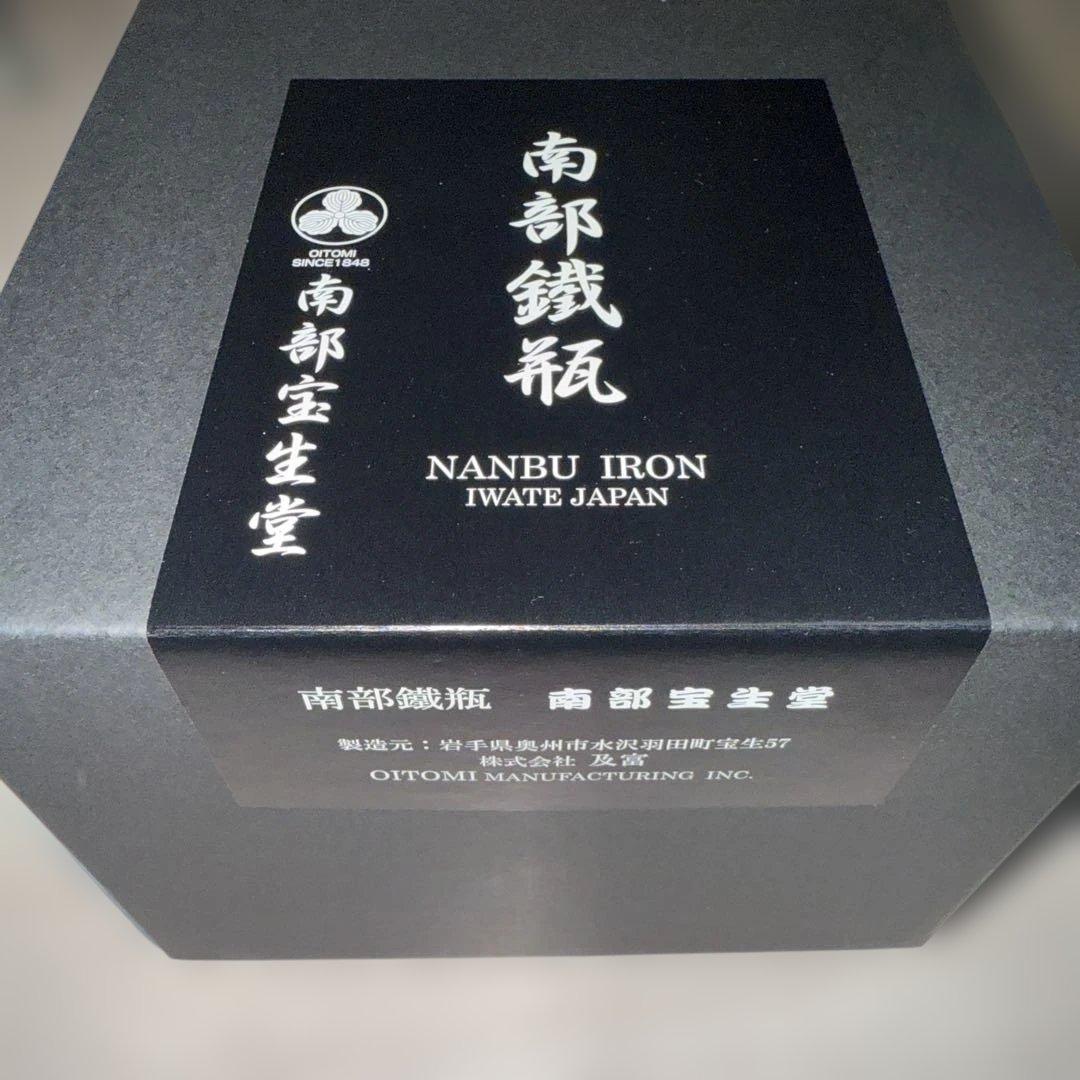 南部鐵瓶
OITOMI
SINCE1848
南部宝生堂
NANBU IRON
IWATE JAPAN
南部鐵瓶 南部宝生堂
製造元：岩手県奥州市水沢羽田町宝生57
株式会社 及富
OITOMI MANUFACTURING INC.